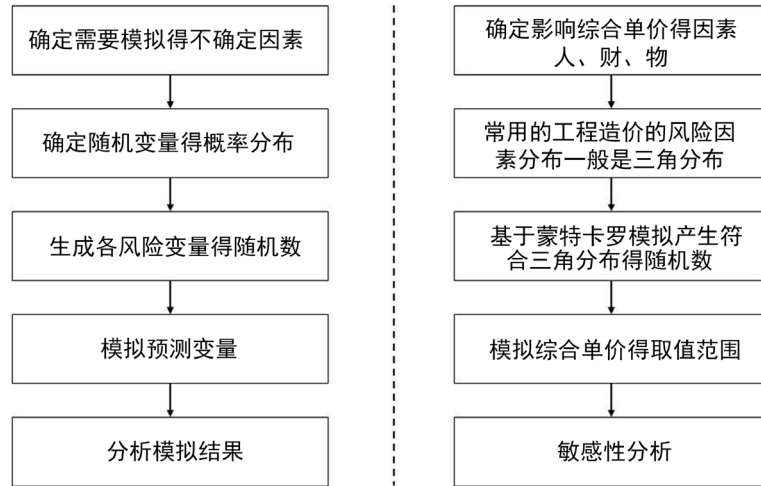 确定需要模拟得不确定因素
确定随机变量得概率分布
生成各风险变量得随机数
模拟预测变量
分析模拟结果
确定影响综合单价得因素
人、财、物
常用的工程造价的风险因
素分布一般是三角分布
基于蒙特卡罗模拟产生符
合三角分布得随机数
模拟综合单价得取值范围
敏感性分析